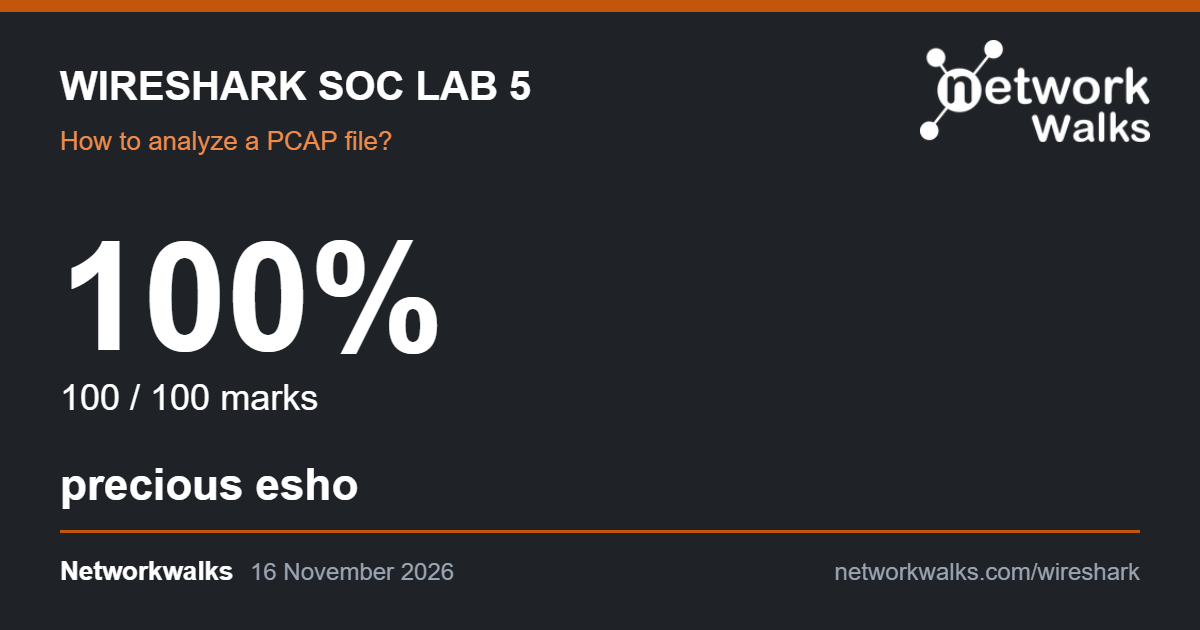 WIRESHARK SOC LAB 5
How to analyze a PCAP file?
network
walks
100%
100 / 100 marks
precious esho
Networkwalks 16 November 2026
networkwalks.com/wireshark